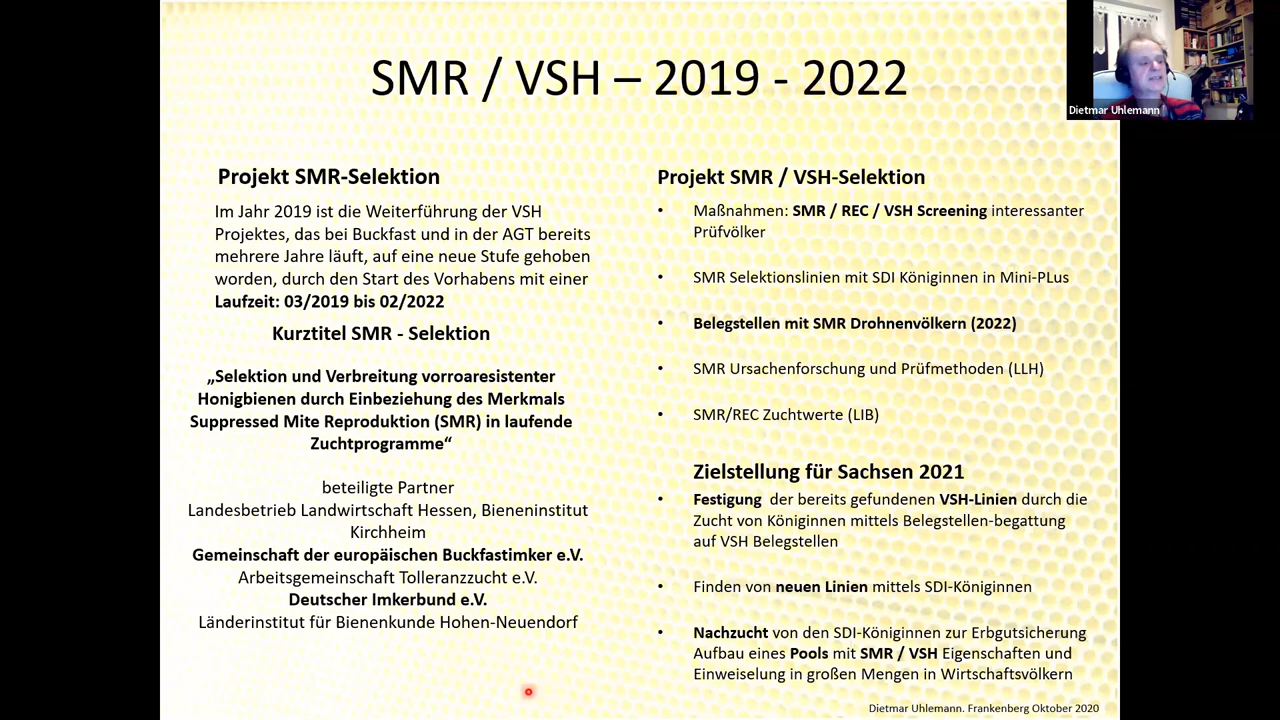 SMR / VSH – 2019 - 2022
Dietmar Uhlemann
Projekt SMR-Selektion
Im Jahr 2019 ist die Weiterführung der VSH
Projektes, das bei Buckfast und in der AGT bereits
mehrere Jahre läuft, auf eine neue Stufe gehoben
worden, durch den Start des Vorhabens mit einer
Laufzeit: 03/2019 bis 02/2022
Kurztitel SMR - Selektion
„Selektion und Verbreitung vorroaresistenter
Honigbienen durch Einbeziehung des Merkmals
Suppressed Mite Reproduktion (SMR) in laufende
Zuchtprogramme“
beteiligte Partner
Landesbetrieb Landwirtschaft Hessen, Bieneninstitut
Kirchheim
Gemeinschaft der europäischen Buckfastimker e.V.
Arbeitsgemeinschaft Tolleranzzucht e.V.
Deutscher Imkerbund e.V.
Länderinstitut für Bienenkunde Hohen-Neuendorf
Projekt SMR / VSH-Selektion
• Maßnahmen: SMR / REC / VSH Screening interessanter
Prüfvölker
• SMR Selektionslinien mit SDI Königinnen in Mini-PLus
• Belegstellen mit SMR Drohnenvölkern (2022)
• SMR Ursachenforschung und Prüfmethoden (LLH)
• SMR/REC Zuchtwerte (LIB)
Zielstellung für Sachsen 2021
• Festigung der bereits gefundenen VSH-Linien durch die
Zucht von Königinnen mittels Belegstellen-begattung
auf VSH Belegstellen
• Finden von neuen Linien mittels SDI-Königinnen
• Nachzucht von den SDI-Königinnen zur Erbgutsicherung
Aufbau eines Pools mit SMR / VSH Eigenschaften und
Einweiselung in großen Mengen in Wirtschaftsvölkern
Dietmar Uhlemann. Frankenberg Oktober 2020